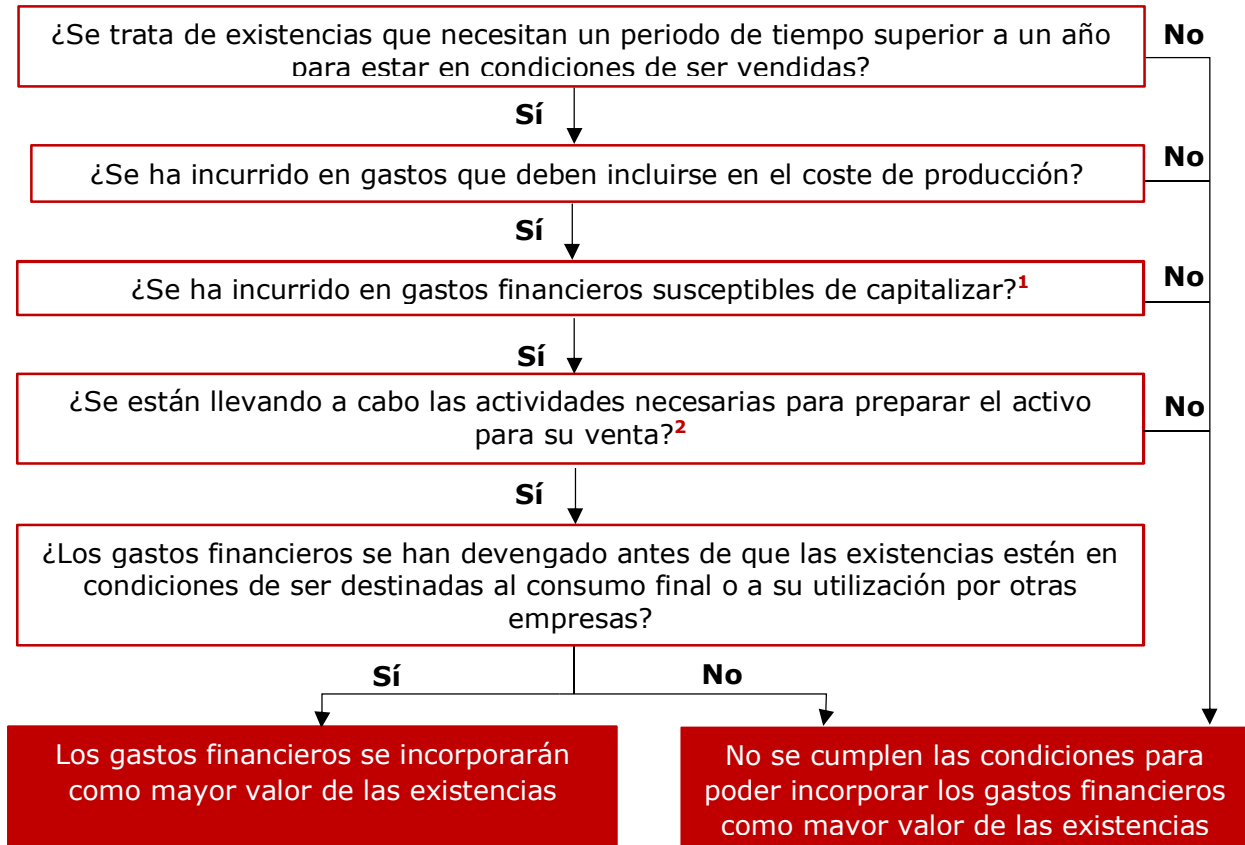 ¿Se trata de existencias que necesitan un periodo de tiempo superior a un año
para estar en condiciones de ser vendidas?
No
Sí
¿Se ha incurrido en gastos que deben incluirse en el coste de producción?
No
Sí
¿Se ha incurrido en gastos financieros susceptibles de capitalizar?1
No
Sí
¿Se están llevando a cabo las actividades necesarias para preparar el activo
para su venta?2
No
Sí
¿Los gastos financieros se han devengado antes de que las existencias estén en
condiciones de ser destinadas al consumo final o a su utilización por otras
empresas?
Sí
No
Los gastos financieros se incorporarán
como mayor valor de las existencias
No se cumplen las condiciones para
poder incorporar los gastos financieros
como mayor valor de las existencias